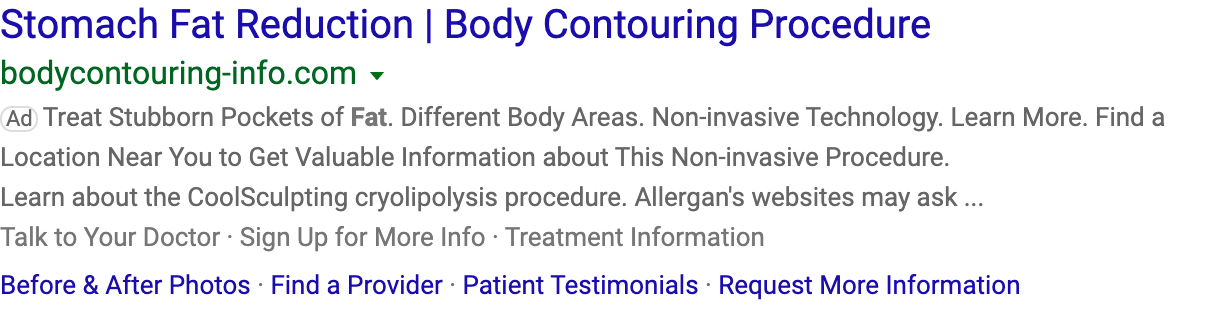 Stomach Fat Reduction | Body Contouring Procedure
bodycontouring-info.com
Ad Treat Stubborn Pockets of Fat. Different Body Areas. Non-invasive Technology. Learn More. Find a
Location Near You to Get Valuable Information about This Non-invasive Procedure.
Learn about the CoolSculpting cryolipolysis procedure. Allergan's websites may ask ...
Talk to Your Doctor · Sign Up for More Info · Treatment Information
Before & After Photos · Find a Provider · Patient Testimonials · Request More Information